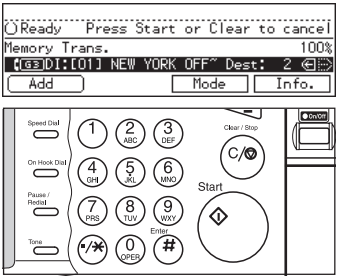 Ready Press Start or Clear to cancel
Memory Trans. 100%
G3 DI:[01] NEW YORK OFF~ Dest: 2
Add Mode Info.
Speed Dial
On Hook Dial
Pause / Redial
Tone
1 2 ABC 3 DEF
4 GHI 5 JKL 6 MNO
7 PRS 8 TUV 9 WXY
•/✳ 0 OPER Enter #
Clear / Stop
C/
Start
On/Off